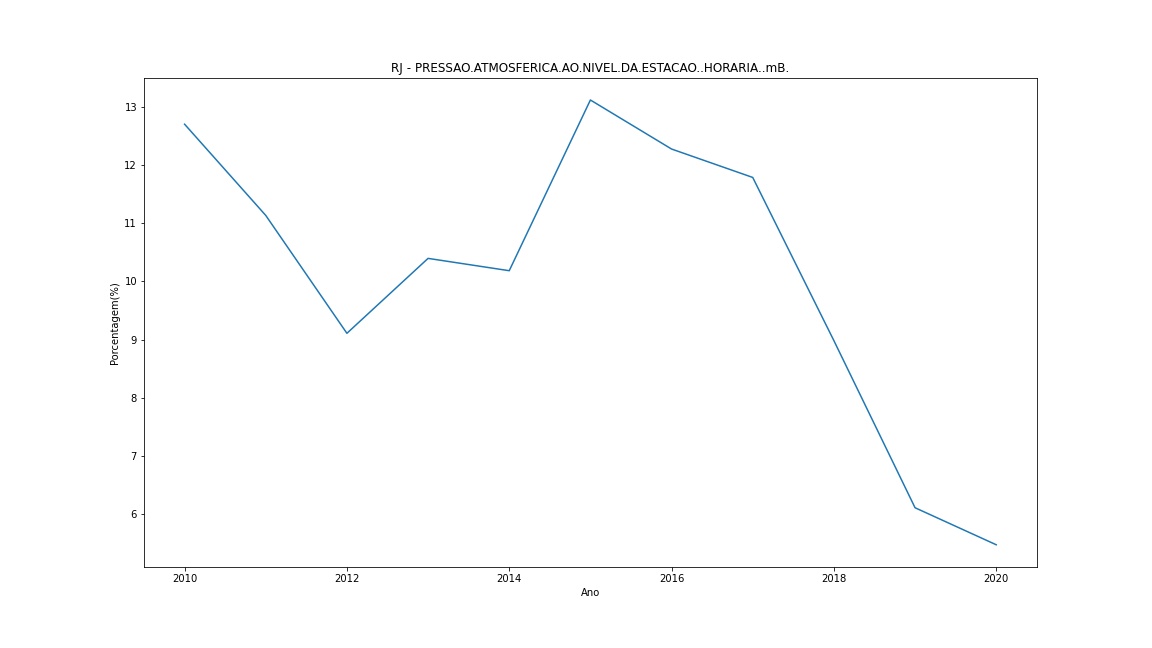 RJ - PRESSAO.ATMOSFERICA.AO.NIVEL.DA.ESTACAO..HORARIA..mB.
Porcentagem(%)
13
12
11
10
9
8
7
6
2010 2012 2014 2016 2018 2020
Ano